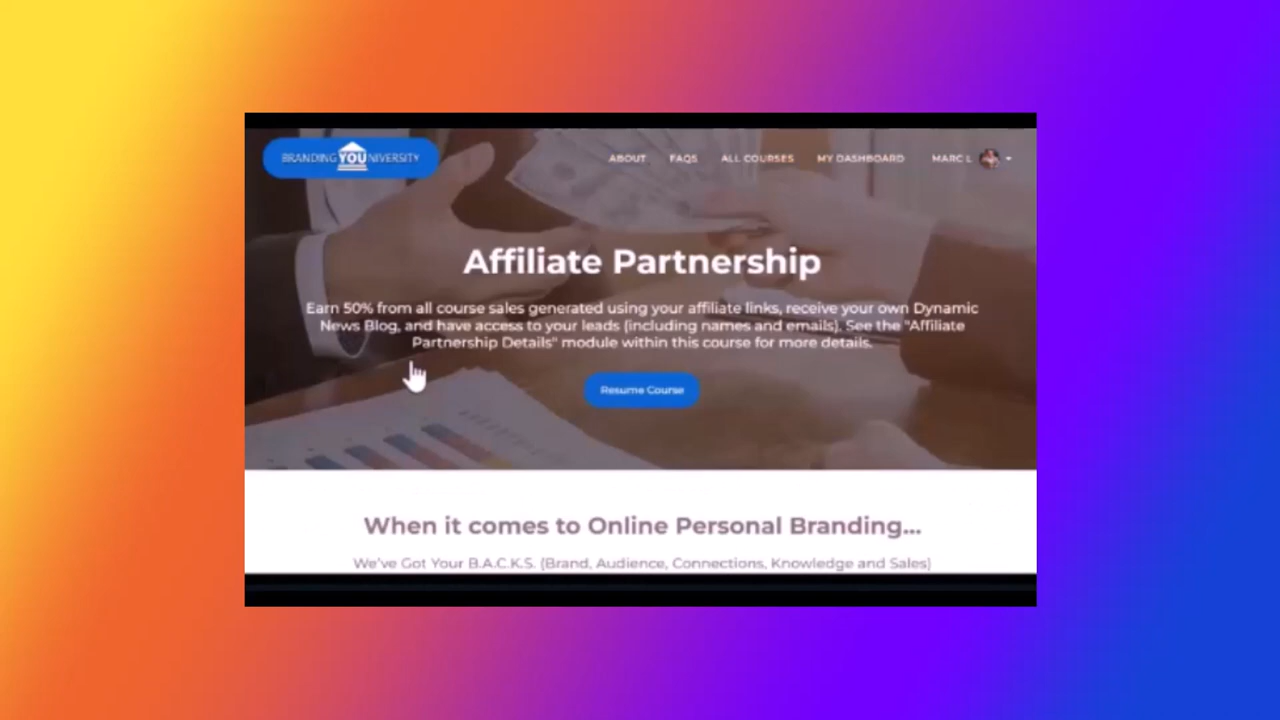 BRANDING YOUNIVERSITY
ABOUT FAQS ALL COURSES MY DASHBOARD MARC L
Affiliate Partnership
Earn 50% from all course sales generated using your affiliate links, receive your own Dynamic
News Blog, and have access to your leads (including names and emails). See the "Affiliate
Partnership Details" module within this course for more details.
Resume Course
When it comes to Online Personal Branding...
We've Got Your B.A.C.K.S. (Brand, Audience, Connections, Knowledge and Sales)